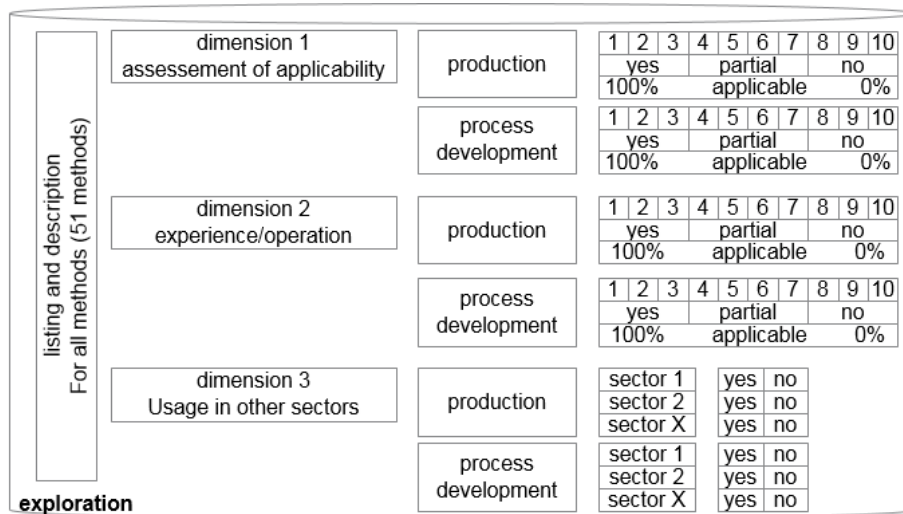 listing and description
For all methods (51 methods)
dimension 1
assessement of applicability
production
1 2 3 4 5 6 7 8 9 10
yes partial no
100% applicable 0%
process
development
1 2 3 4 5 6 7 8 9 10
yes partial no
100% applicable 0%
dimension 2
experience/operation
production
1 2 3 4 5 6 7 8 9 10
yes partial no
100% applicable 0%
process
development
1 2 3 4 5 6 7 8 9 10
yes partial no
100% applicable 0%
dimension 3
Usage in other sectors
production
sector 1 yes no
sector 2 yes no
sector X yes no
process
development
sector 1 yes no
sector 2 yes no
sector X yes no
exploration